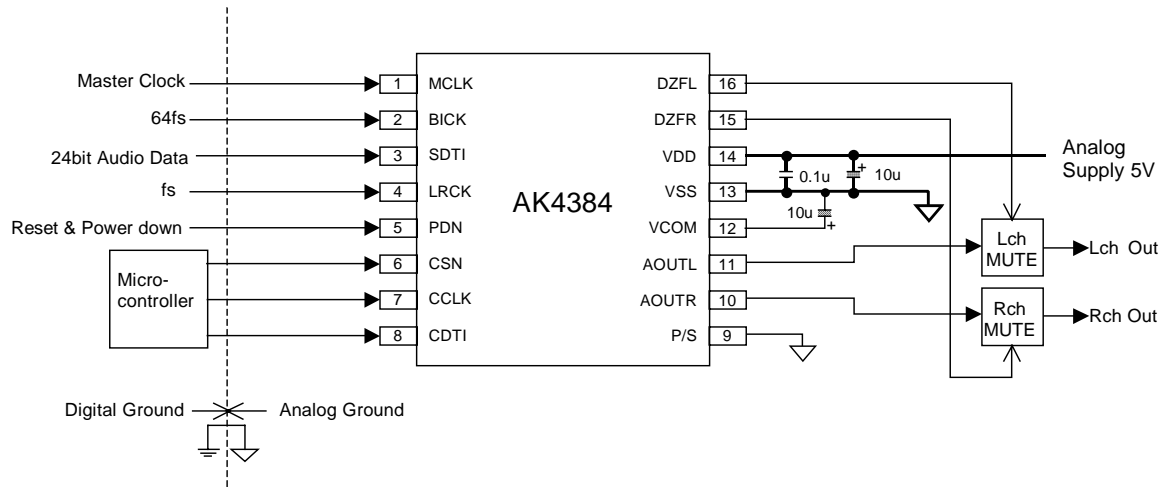 Master Clock
64fs
24bit Audio Data
fs
Reset & Power down
Micro-
controller
1
2
3
4
5
6
7
8
MCLK
BICK
SDTI
LRCK
PDN
CSN
CCLK
CDTI
AK4384
DZFL
DZFR
VDD
VSS
VCOM
AOUTL
AOUTR
P/S
16
15
14
13
12
11
10
9
0.1u
+
10u
10u
+
Analog
Supply 5V
Lch
MUTE
Lch Out
Rch
MUTE
Rch Out
Digital Ground
Analog Ground